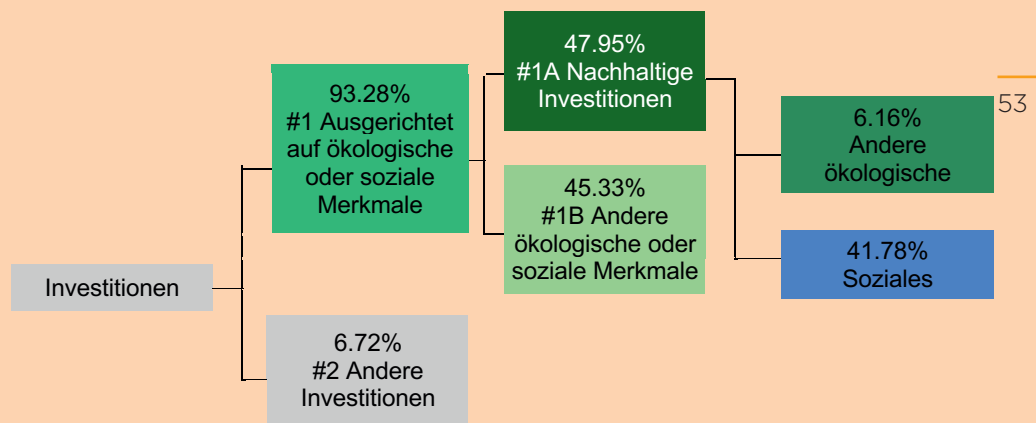 47.95%
#1A Nachhaltige
Investitionen
93.28%
#1 Ausgerichtet
auf ökologische
oder soziale
Merkmale
53
6.16%
Andere
ökologische
45.33%
#1B Andere
ökologische oder
soziale Merkmale
41.78%
Soziales
Investitionen
6.72%
#2 Andere
Investitionen